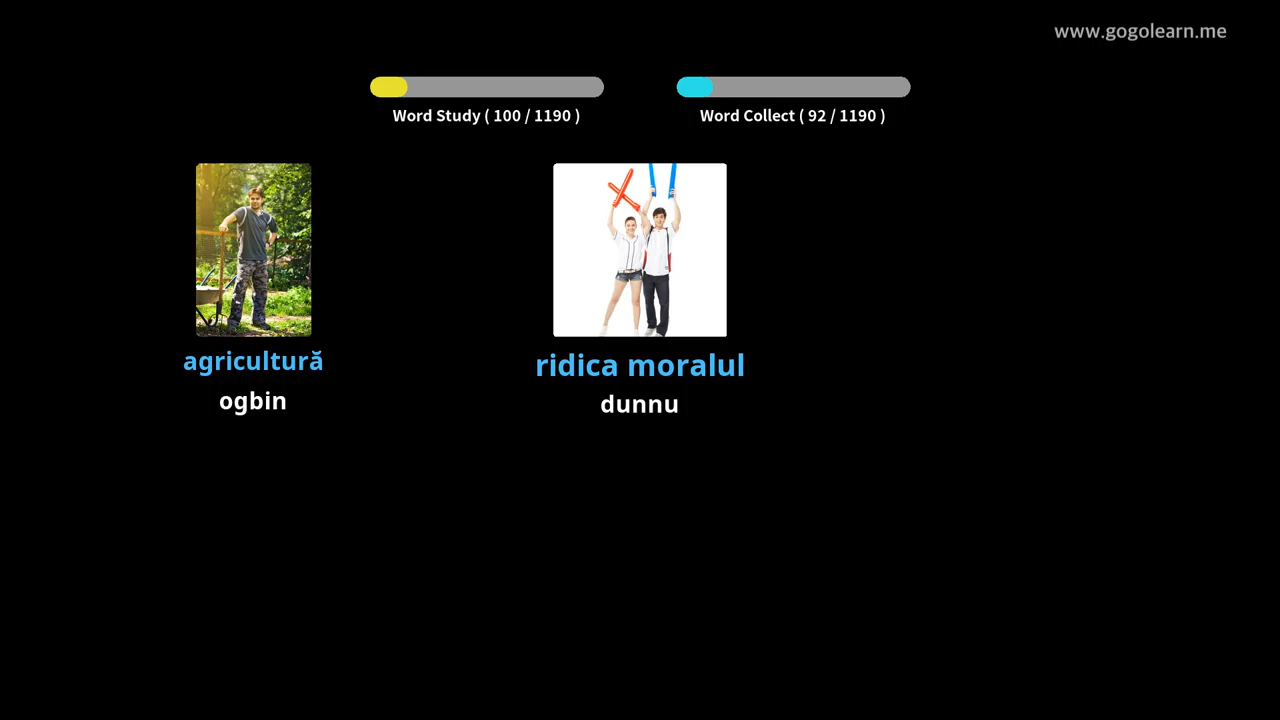 www.gogolearn.me
Word Study ( 100 / 1190 )
Word Collect ( 92 / 1190 )
agricultură
ogbin
ridica moralul
dunnu